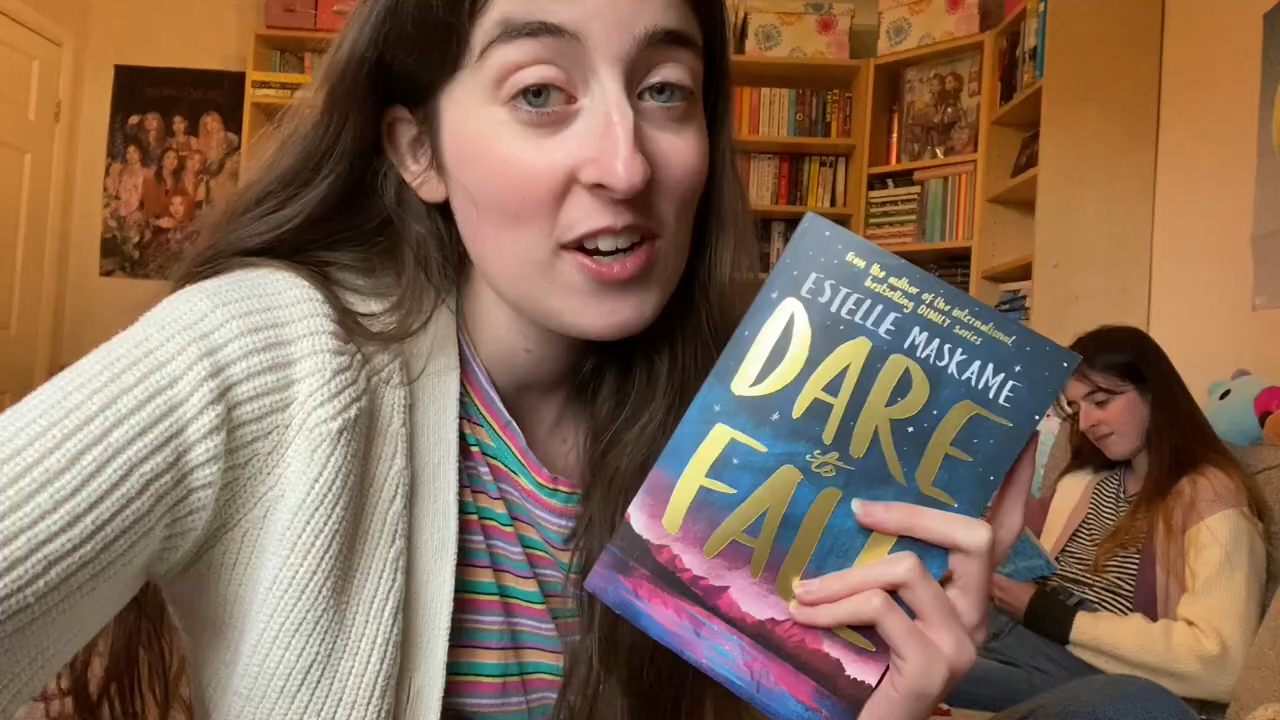 from the author of the international
bestselling DIMILY series
ESTELLE MASKAME
DARE
to
FALL